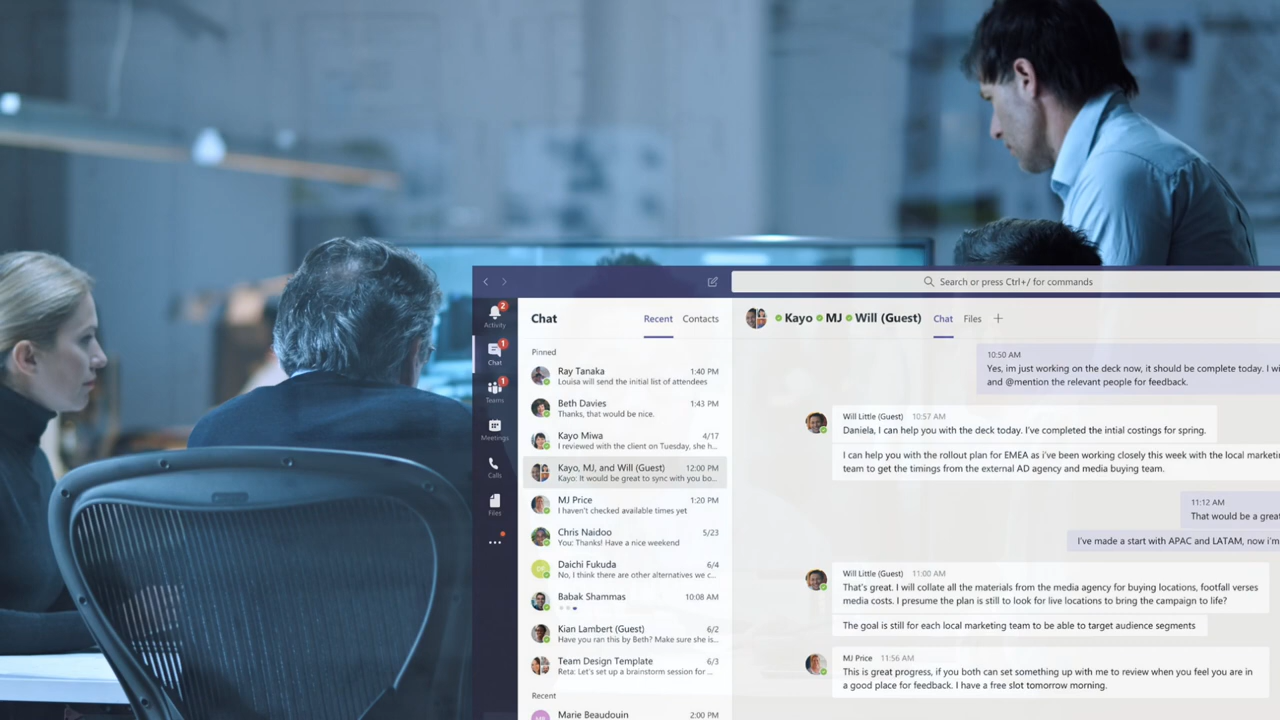 Search or press Ctrl+/ for commands
2
Activity
1
Chat
1
Teams
Meetings
Calls
Files
Chat
Recent
Contacts
Pinned
Ray Tanaka 1:40 PM
Louisa will send the initial list of attendees
Beth Davies 1:43 PM
Thanks, that would be nice.
Kayo Miwa 4/17
I reviewed with the client on Tuesday, she h...
Kayo, MJ, and Will (Guest) 12:00 PM
Kayo: It would be great to sync with you bo...
MJ Price 1:20 PM
I haven't checked available times yet
Chris Naidoo 5/23
You: Thanks! Have a nice weekend
DF
Daichi Fukuda 6/4
No, I think there are other alternatives we c...
Babak Shammas 10:08 AM
Kian Lambert (Guest) 6/2
Have you ran this by Beth? Make sure she is...
Team Design Template 6/3
Reta: Let's set up a brainstorm session for ...
Recent
MB
Marie Beaudouin 2:00 PM
Kayo MJ Will (Guest)
Chat
Files
10:50 AM
Yes, im just working on the deck now, it should be complete today. I wi
and @mention the relevant people for feedback.
Will Little (Guest) 10:57 AM
Daniela, I can help you with the deck today. I've completed the intial costings for spring.
I can help you with the rollout plan for EMEA as i've been working closely this week with the local marketin
team to get the timings from the external AD agency and media buying team.
11:12 AM
That would be a great
I've made a start with APAC and LATAM, now i'm
Will Little (Guest) 11:00 AM
That's great. I will collate all the materials from the media agency for buying locations, footfall verses
media costs. I presume the plan is still to look for live locations to bring the campaign to life?
The goal is still for each local marketing team to be able to target audience segments
MJ Price 11:56 AM
This is great progress, if you both can set something up with me to review when you feel you are in
a good place for feedback. I have a free slot tomorrow morning.